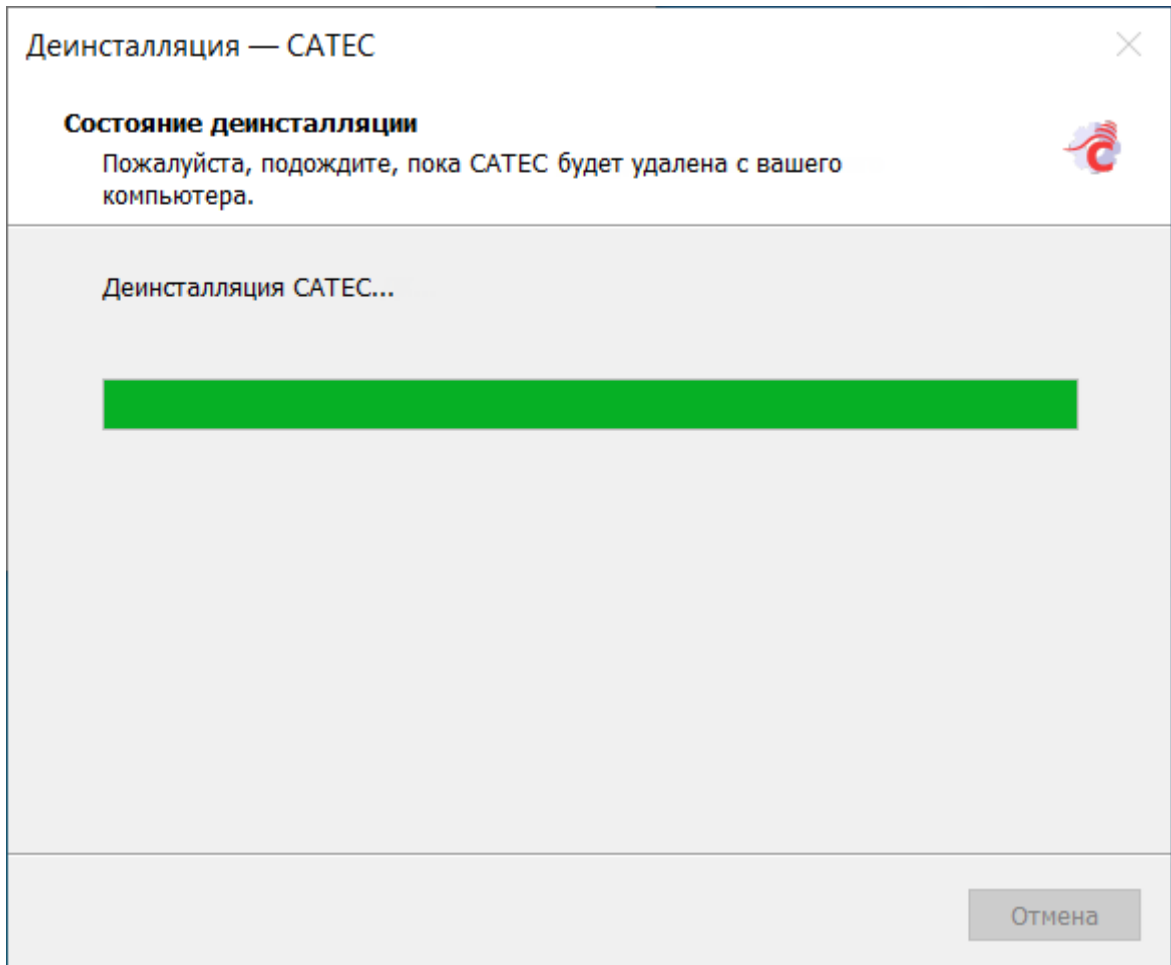 Деинсталляция — CATEC
Состояние деинсталляции
Пожалуйста, подождите, пока CATEC будет удалена с вашего
компьютера.
Деинсталляция CATEC...
Отмена